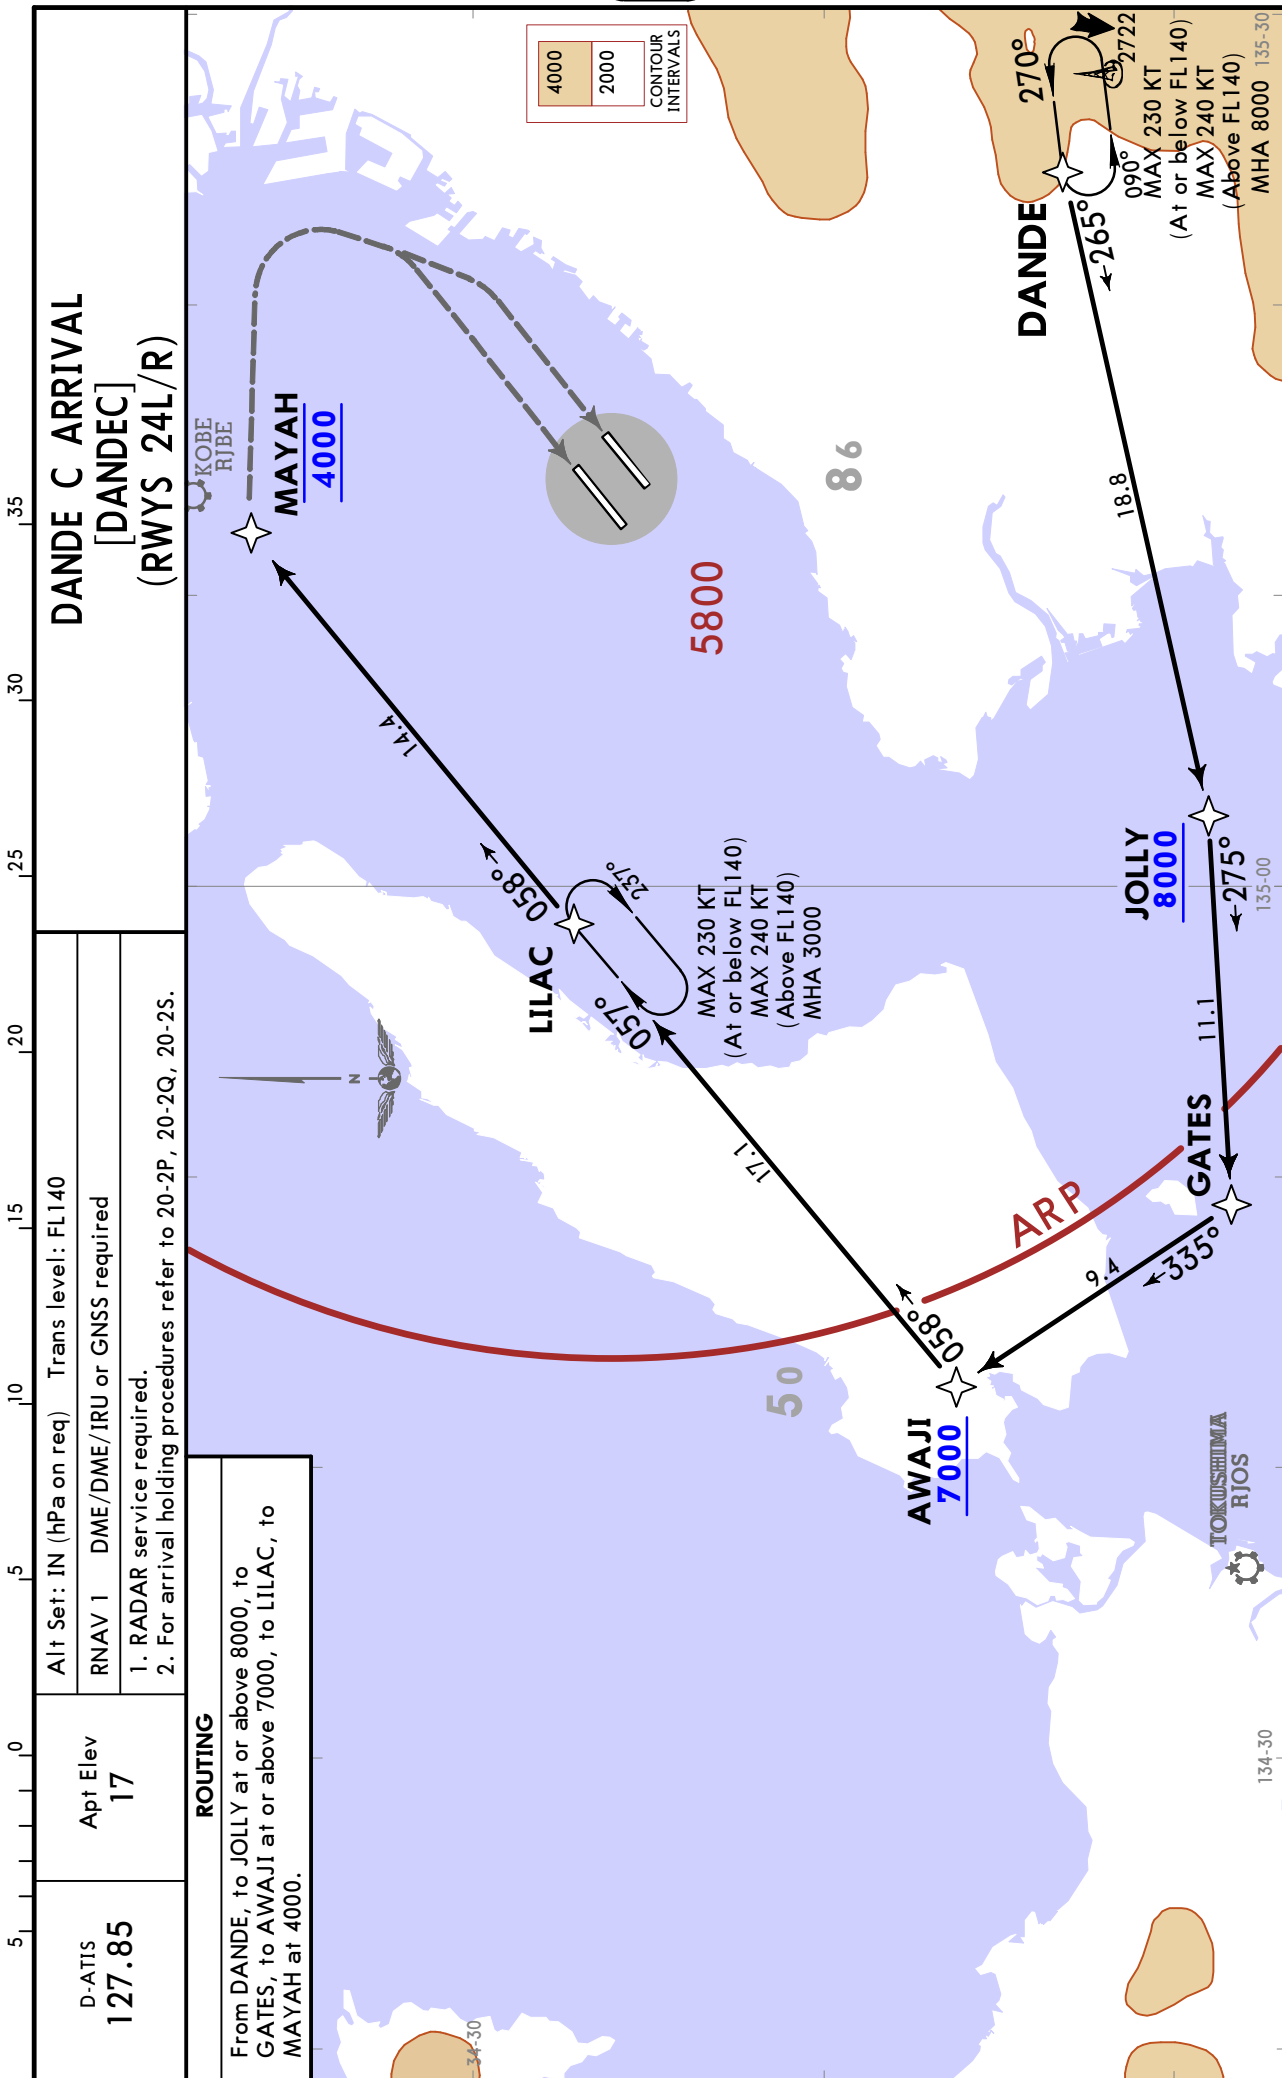 D-ATIS
127.85
Apt Elev
17
Alt Set: IN (hPa on req) Trans level: FL140
RNAV 1 DME/DME/IRU or GNSS required
1. RADAR service required.
2. For arrival holding procedures refer to 20-2P, 20-2Q, 20-2S.
DANDE C ARRIVAL
[DANDEC]
(RWYS 24L/R)
5
0
5
10
15
20
25
30
35
ROUTING
From DANDE, to JOLLY at or above 8000, to
GATES, to AWAJI at or above 7000, to LILAC, to
MAYAH at 4000.
KOBE
RJBE
MAYAH
4000
4000
2000
CONTOUR
INTERVALS
N
14.4
058°
LILAC
237°
057°
MAX 230 KT
(At or below FL140)
MAX 240 KT
(Above FL140)
MHA 3000
5800
86
50
17.1
058°
AWAJI
7000
ARP
9.4
335°
GATES
11.1
275°
JOLLY
8000
18.8
265°
DANDE
270°
090°
2722
MAX 230 KT
(At or below FL140)
MAX 240 KT
(Above FL140)
MHA 8000
TOKUSHIMA
RJOS
34-30
134-30
135-00
135-30